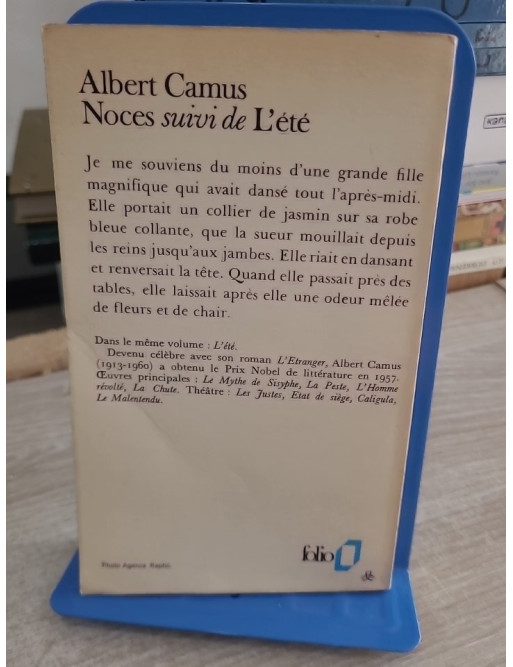 Albert Camus
Noces suivi de L'été
Je me souviens du moins d'une grande fille
magnifique qui avait dansé tout l'après-midi.
Elle portait un collier de jasmin sur sa robe
bleue collante, que la sueur mouillait depuis
les reins jusqu'aux jambes. Elle riait en dansant
et renversait la tête. Quand elle passait près des
tables, elle laissait après elle une odeur mêlée
de fleurs et de chair.
Dans le même volume : L'été.
Devenu célèbre avec son roman L'Etranger, Albert Camus
(1913-1960) a obtenu le Prix Nobel de littérature en 1957.
Œuvres principales : Le Mythe de Sisyphe, La Peste, L'Homme
révolté, La Chute. Théâtre : Les Justes, Etat de siège, Caligula,
Le Malentendu.
folio
Photo Agence Rapho.